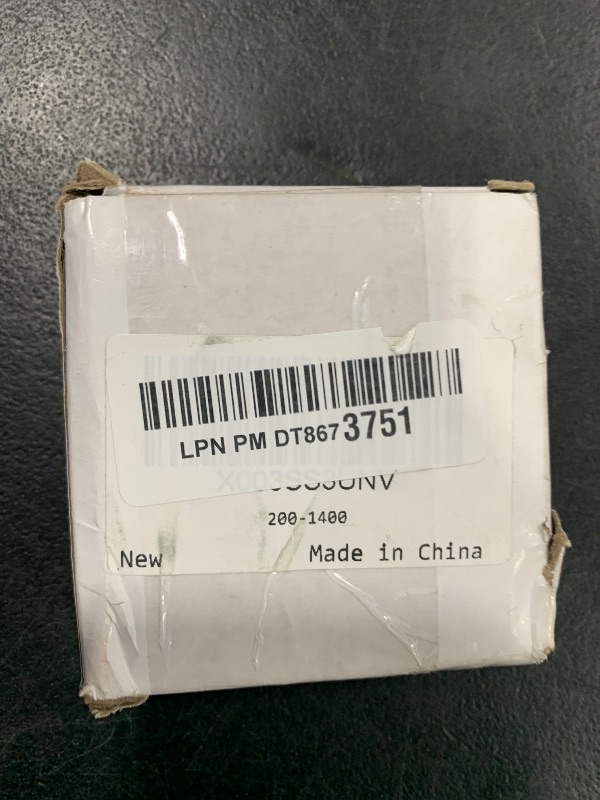 LPN PM DT8673751
200-1400
New
Made in China